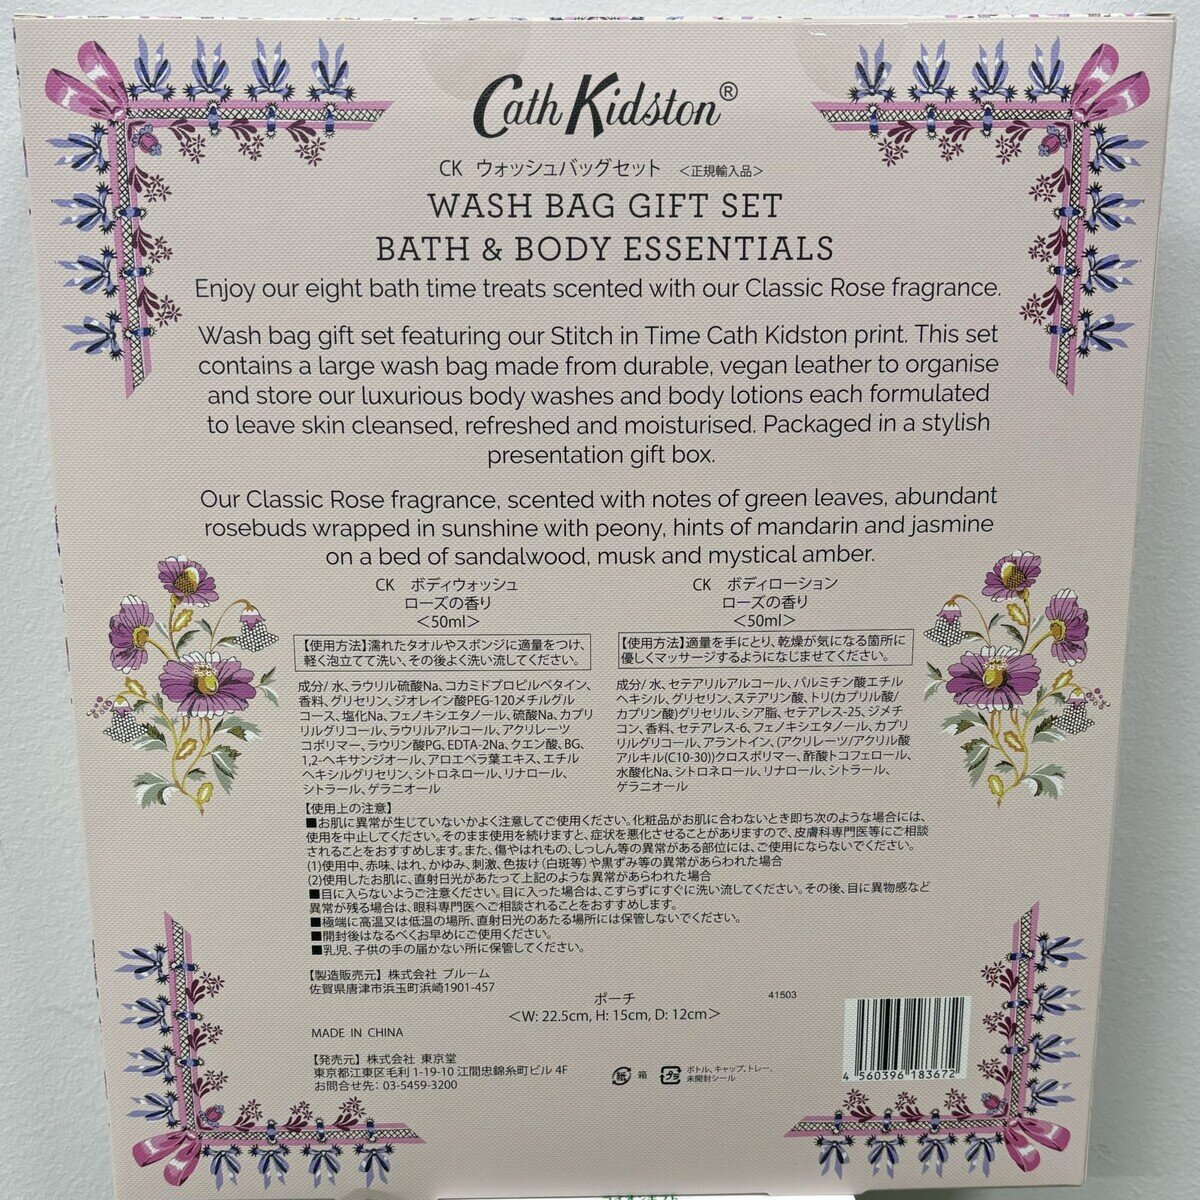 Cath Kidston®
CK ウォッシュバッグセット ＜正規輸入品＞
WASH BAG GIFT SET
BATH & BODY ESSENTIALS
Enjoy our eight bath time treats scented with our Classic Rose fragrance.
Wash bag gift set featuring our Stitch in Time Cath Kidston print. This set
contains a large wash bag made from durable, vegan leather to organise
and store our luxurious body washes and body lotions each formulated
to leave skin cleansed, refreshed and moisturised. Packaged in a stylish
presentation gift box.
Our Classic Rose fragrance, scented with notes of green leaves, abundant
rosebuds wrapped in sunshine with peony, hints of mandarin and jasmine
on a bed of sandalwood, musk and mystical amber.
CK ボディウォッシュ
ローズの香り
＜50ml＞
【使用方法】濡れたタオルやスポンジに適量をつけ、
軽く泡立てて洗い、その後よく洗い流してください。
成分/ 水、ラウリル硫酸Na、コカミドプロピルベタイン、
香料、グリセリン、ジオレイン酸PEG-120メチルグル
コース、塩化Na、フェノキシエタノール、硫酸Na、カプリ
リルグリコール、ラウリルアルコール、アクリレーツ
コポリマー、ラウリン酸PG、EDTA-2Na、クエン酸、BG、
1,2-ヘキサンジオール、アロエベラ葉エキス、エチル
ヘキシルグリセリン、シトロネロール、リナロール、
シトラール、ゲラニオール
CK ボディローション
ローズの香り
＜50ml＞
【使用方法】適量を手にとり、乾燥が気になる箇所に
優しくマッサージするようになじませてください。
成分/ 水、セテアリルアルコール、パルミチン酸エチル
ヘキシル、グリセリン、ステアリン酸、トリ(カプリル酸/
カプリン酸)グリセリル、シア脂、セテアレス-25、ジメチ
コン、香料、セテアレス-6、フェノキシエタノール、カプリ
リルグリコール、アラントイン、(アクリレーツ/アクリル酸
アルキル(C10-30))クロスポリマー、酢酸トコフェロール、
水酸化Na、シトロネロール、リナロール、シトラール、
ゲラニオール
【使用上の注意】
■お肌に異常が生じていないかよく注意してご使用ください。化粧品がお肌に合わないとき即ち次のような場合には、
使用を中止してください。そのまま使用を続けますと、症状を悪化させることがありますので、皮膚科専門医等にご相談
されることをおすすめします。また、傷やはれもの、しっしん等の異常がある部位には、ご使用にならないでください。
(1)使用中、赤味、はれ、かゆみ、刺激、色抜け(白斑等)や黒ずみ等の異常があらわれた場合
(2)使用したお肌に、直射日光があたって上記のような異常があらわれた場合
■目に入らないようご注意ください。目に入った場合は、こすらずにすぐに洗い流してください。その後、目に異物感など
異常が残る場合は、眼科専門医へご相談されることをおすすめします。
■極端に高温又は低温の場所、直射日光のあたる場所には保管しないでください。
■開封後はなるべくお早めにご使用ください。
■乳児、子供の手の届かない所に保管してください。
【製造販売元】株式会社 ブルーム
佐賀県唐津市浜玉町浜崎1901-457
ポーチ
＜W: 22.5cm, H: 15cm, D: 12cm＞
41503
MADE IN CHINA
【発売元】株式会社 東京堂
東京都江東区毛利 1-19-10 江間忠錦糸町ビル 4F
お問合せ先：03-5459-3200
紙 箱
プラ ボトル、キャップ、トレー、
未開封シール
4 560396 183672